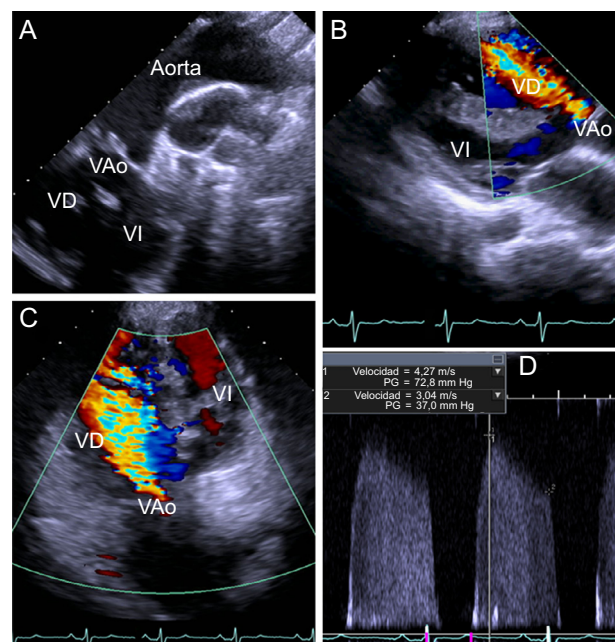 A
Aorta
VAo
VD
VI
B
VD
VAo
VI
C
VI
VD
VAo
D
1 Velocidad = 4,27 m/s
PG = 72,8 mm Hg
2 Velocidad = 3,04 m/s
PG = 37,0 mm Hg